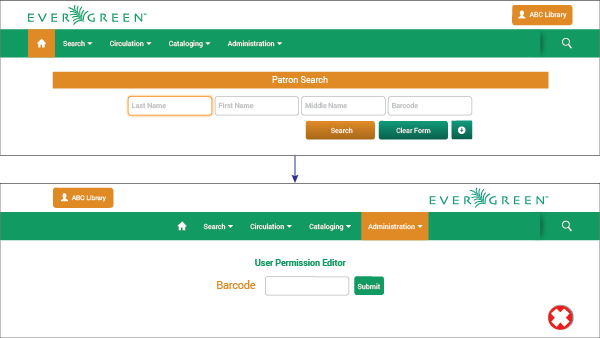 EVERGREEN™
ABC Library
Search Circulation Cataloging Administration
Patron Search
Last Name First Name Middle Name Barcode
Search Clear Form
ABC Library
EVERGREEN™
Search Circulation Cataloging Administration
User Permission Editor
Barcode Submit